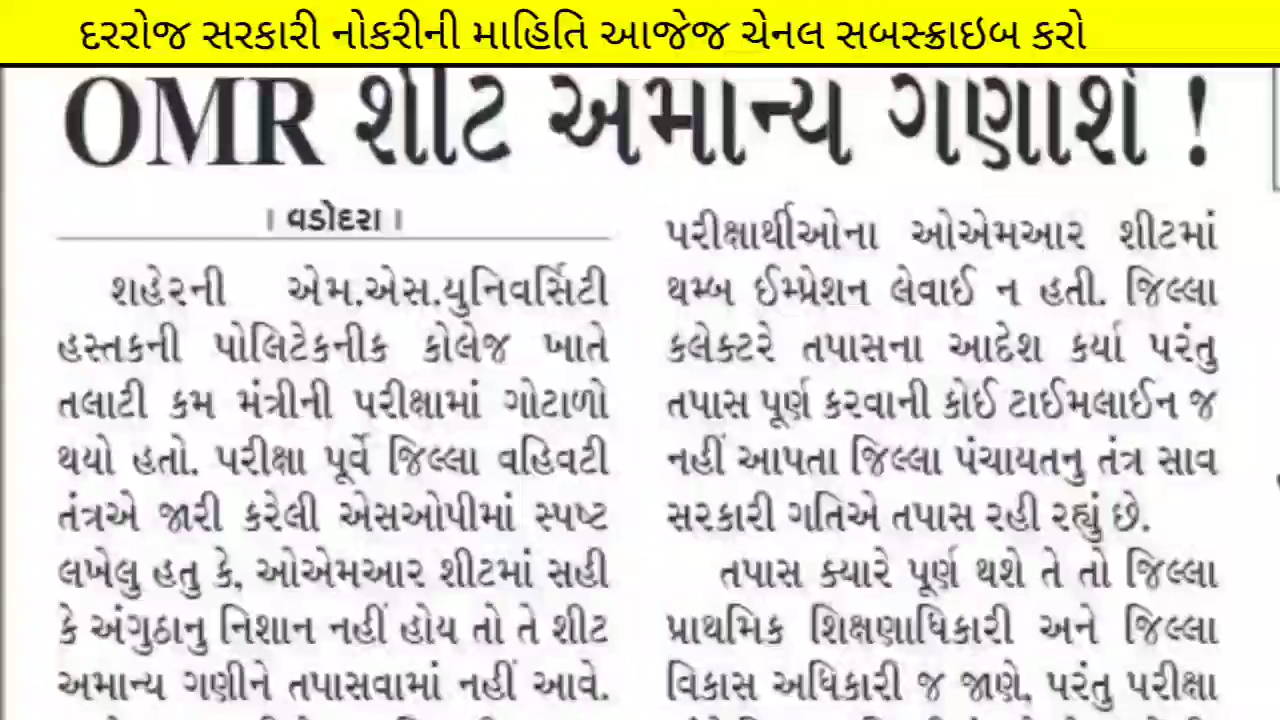 દરરોજ સરકારી નોકરીની માહિતિ આજેજ ચેનલ સબસ્ક્રાઇબ કરો
OMR શીટ અમાન્ય ગણાશે !
। વડોદરા ।
શહેરની એમ.એસ.યુનિવર્સિટી
હસ્તકની પોલિટેકનીક કોલેજ ખાતે
તલાટી કમ મંત્રીની પરીક્ષામાં ગોટાળો
થયો હતો. પરીક્ષા પૂર્વે જિલ્લા વહિવટી
તંત્રએ જારી કરેલી એસઓપીમાં સ્પષ્ટ
લખેલુ હતુ કે, ઓએમઆર શીટમાં સહી
કે અંગુઠાનુ નિશાન નહીં હોય તો તે શીટ
અમાન્ય ગણીને તપાસવામાં નહીં આવે.
પરીક્ષાર્થીઓના ઓએમઆર શીટમાં
થમ્બ ઈમ્પ્રેશન લેવાઈ ન હતી. જિલ્લા
કલેક્ટરે તપાસના આદેશ કર્યા પરંતુ
તપાસ પૂર્ણ કરવાની કોઈ ટાઈમલાઈન જ
નહીં આપતા જિલ્લા પંચાયતનુ તંત્ર સાવ
સરકારી ગતિએ તપાસ રહી રહ્યું છે.
તપાસ ક્યારે પૂર્ણ થશે તે તો જિલ્લા
પ્રાથમિક શિક્ષણાધિકારી અને જિલ્લા
વિકાસ અધિકારી જ જાણે, પરંતુ પરીક્ષા